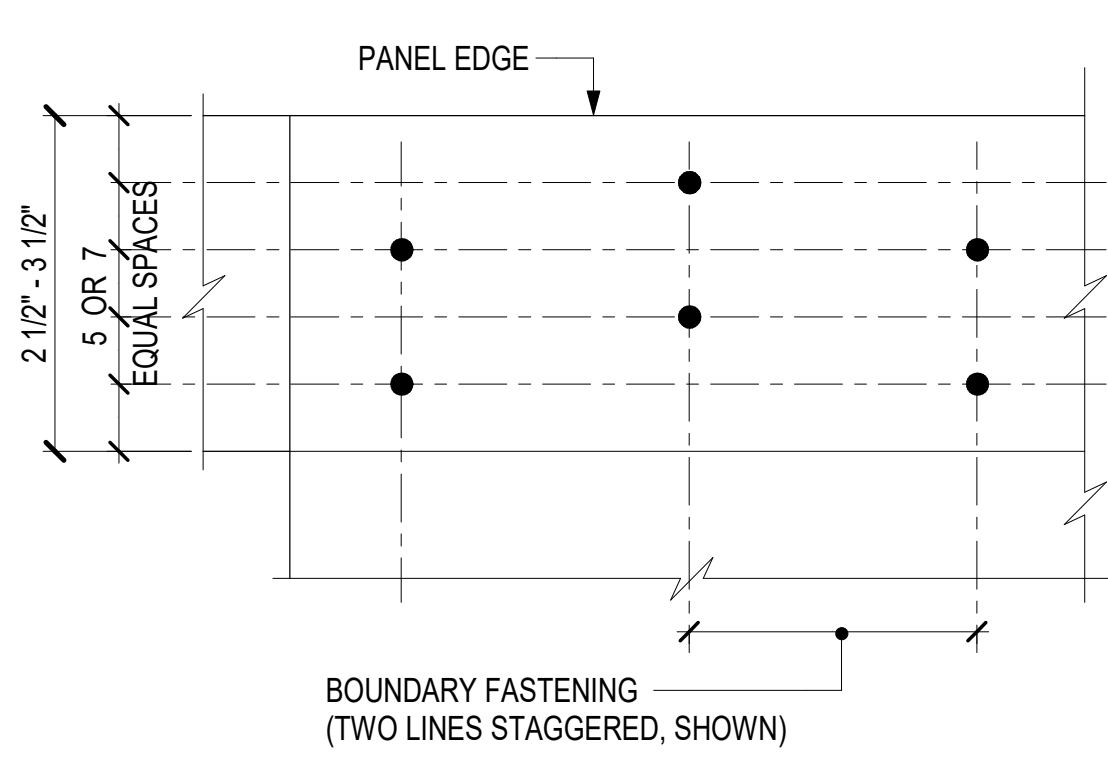 PANEL EDGE
2 1/2" - 3 1/2"
5 OR 7
EQUAL SPACES
BOUNDARY FASTENING
(TWO LINES STAGGERED, SHOWN)